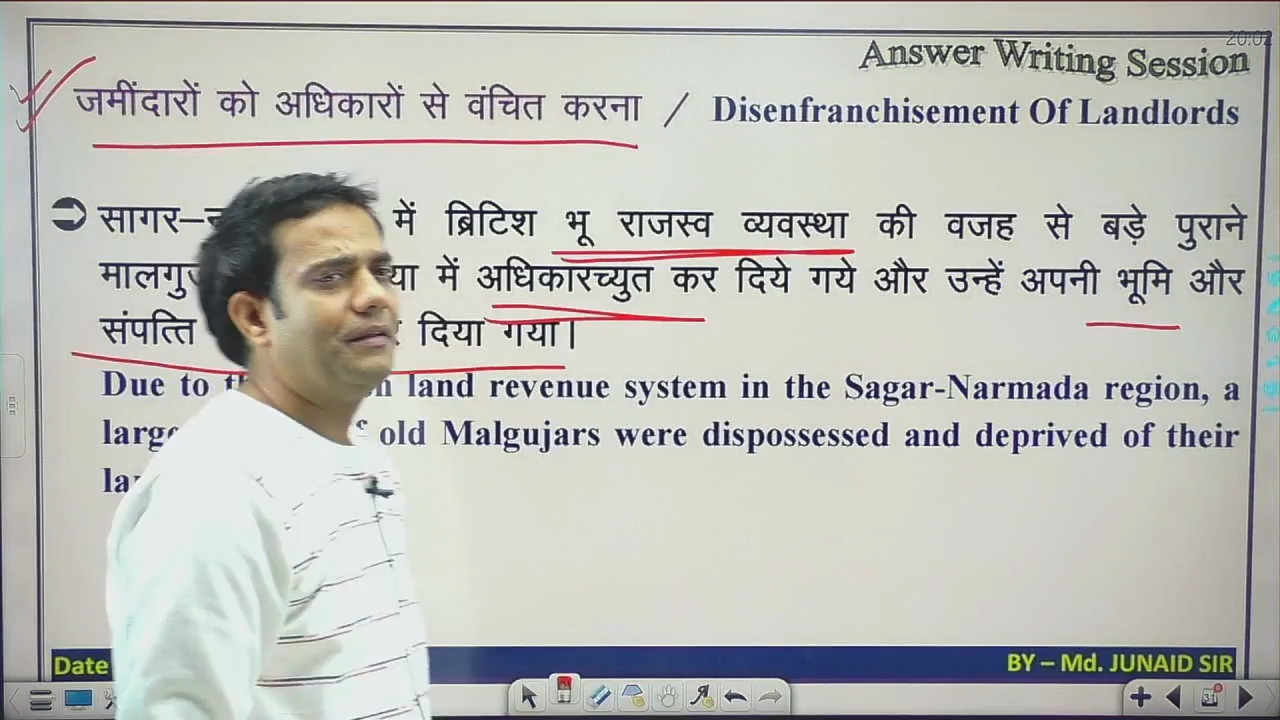 20:02
Answer Writing Session
जमींदारों को अधिकारों से वंचित करना / Disenfranchisement Of Landlords
सागर–न में ब्रिटिश भू राजस्व व्यवस्था की वजह से बड़े पुराने
मालगु या में अधिकारच्युत कर दिये गये और उन्हें अपनी भूमि और
संपत्ति दिया गया।
Due to land revenue system in the Sagar-Narmada region, a
large old Malgujars were dispossessed and deprived of their
Date
BY – Md. JUNAID SIR